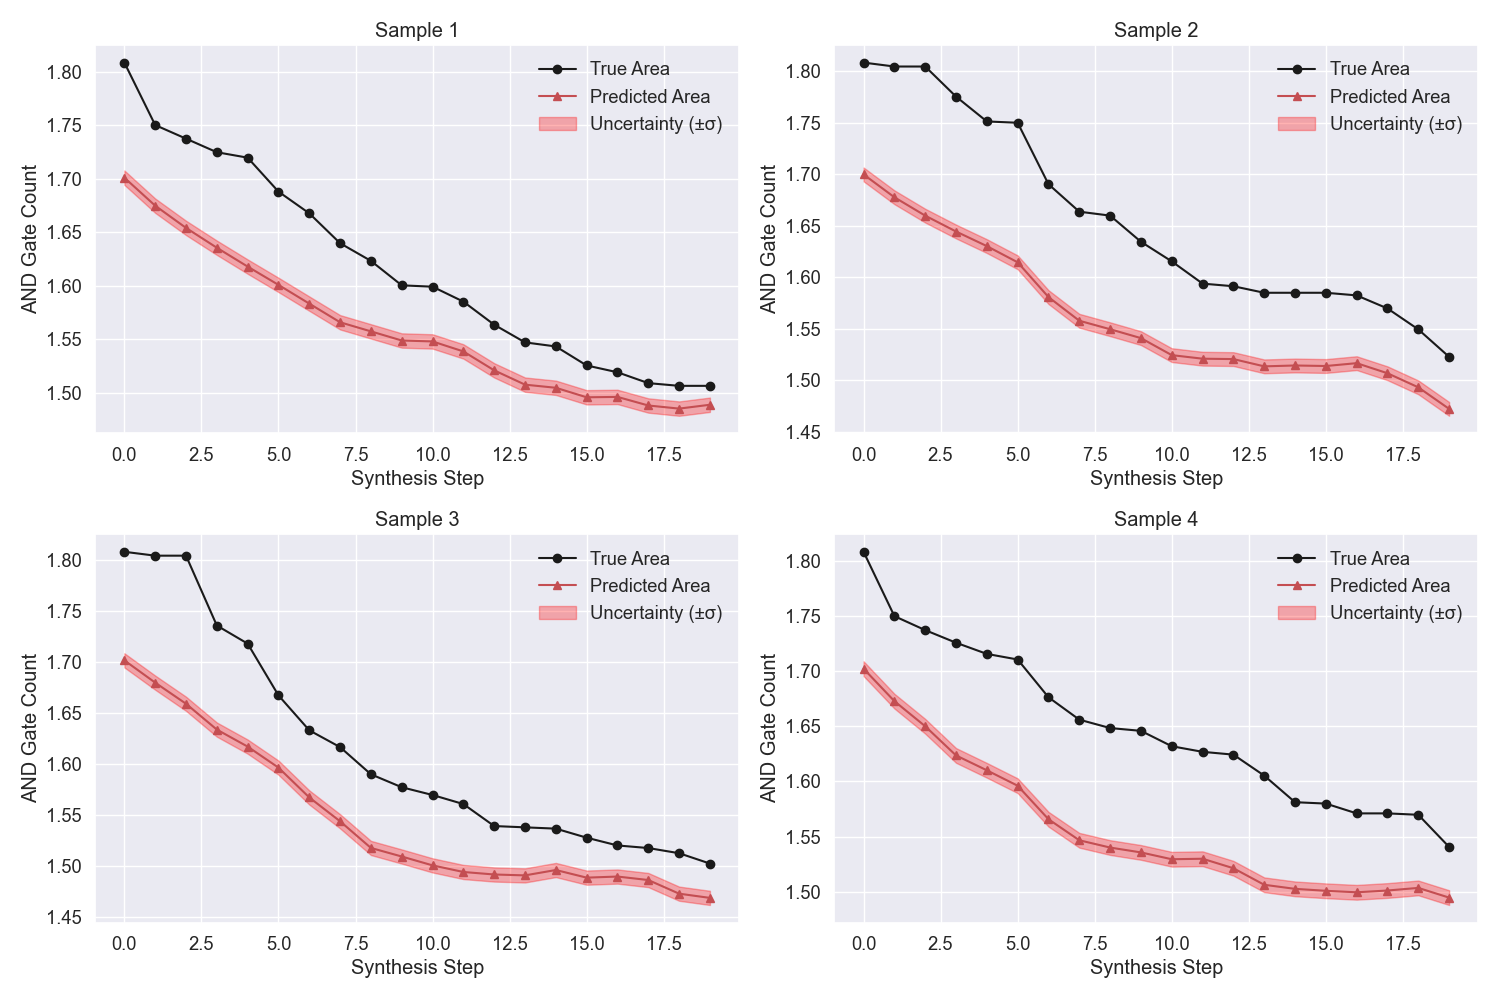 Sample 1
True Area
Predicted Area
Uncertainty (±σ)
AND Gate Count
1.80
1.75
1.70
1.65
1.60
1.55
1.50
0.0 2.5 5.0 7.5 10.0 12.5 15.0 17.5
Synthesis Step
Sample 2
True Area
Predicted Area
Uncertainty (±σ)
AND Gate Count
1.80
1.75
1.70
1.65
1.60
1.55
1.50
1.45
0.0 2.5 5.0 7.5 10.0 12.5 15.0 17.5
Synthesis Step
Sample 3
True Area
Predicted Area
Uncertainty (±σ)
AND Gate Count
1.80
1.75
1.70
1.65
1.60
1.55
1.50
1.45
0.0 2.5 5.0 7.5 10.0 12.5 15.0 17.5
Synthesis Step
Sample 4
True Area
Predicted Area
Uncertainty (±σ)
AND Gate Count
1.80
1.75
1.70
1.65
1.60
1.55
1.50
0.0 2.5 5.0 7.5 10.0 12.5 15.0 17.5
Synthesis Step